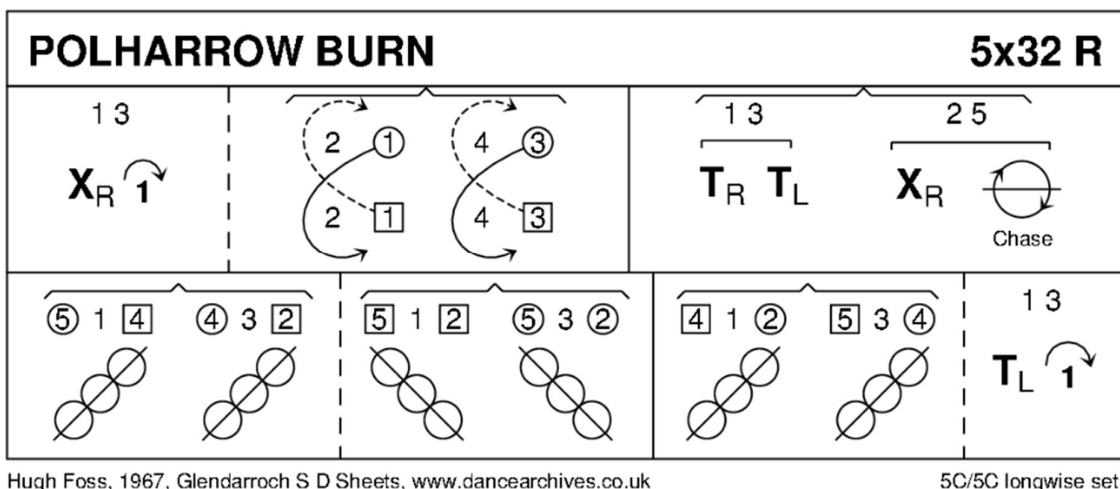 POLHARROW BURN 5x32 R
1 3
X R 1
2 1 4 3
2 1 4 3
1 3 2 5
T R T L X R
Chase
5 1 4 4 3 2 5 1 2 5 3 2 4 1 2 5 3 4 1 3
T L 1
Hugh Foss, 1967, Glendarroch S D Sheets, www.dancearchives.co.uk 5C/5C longwise set